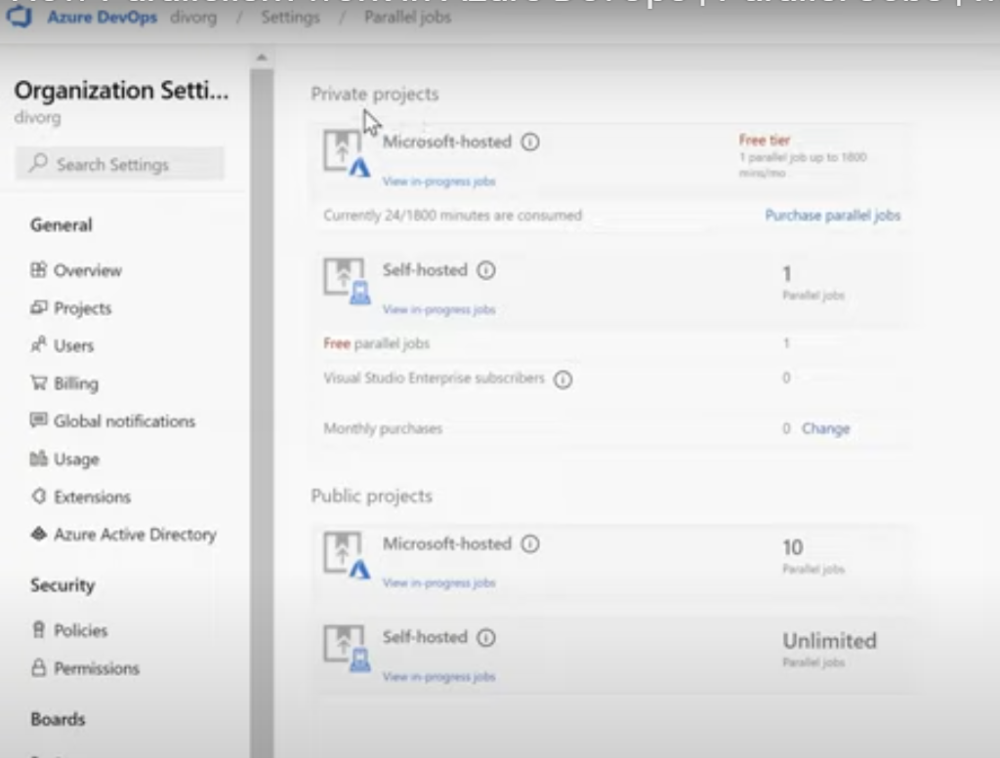 Azure DevOps divorg / Settings / Parallel jobs
Organization Setti...
divorg
Search Settings
General
Overview
Projects
Users
Billing
Global notifications
Usage
Extensions
Azure Active Directory
Security
Policies
Permissions
Boards
Private projects
Microsoft-hosted
View in-progress jobs
Free tier
1 parallel job up to 1800
mins/mo
Currently 24/1800 minutes are consumed
Purchase parallel jobs
Self-hosted
View in-progress jobs
1
Parallel jobs
Free parallel jobs
1
Visual Studio Enterprise subscribers
0
Monthly purchases
0 Change
Public projects
Microsoft-hosted
View in-progress jobs
10
Parallel jobs
Self-hosted
View in-progress jobs
Unlimited
Parallel jobs